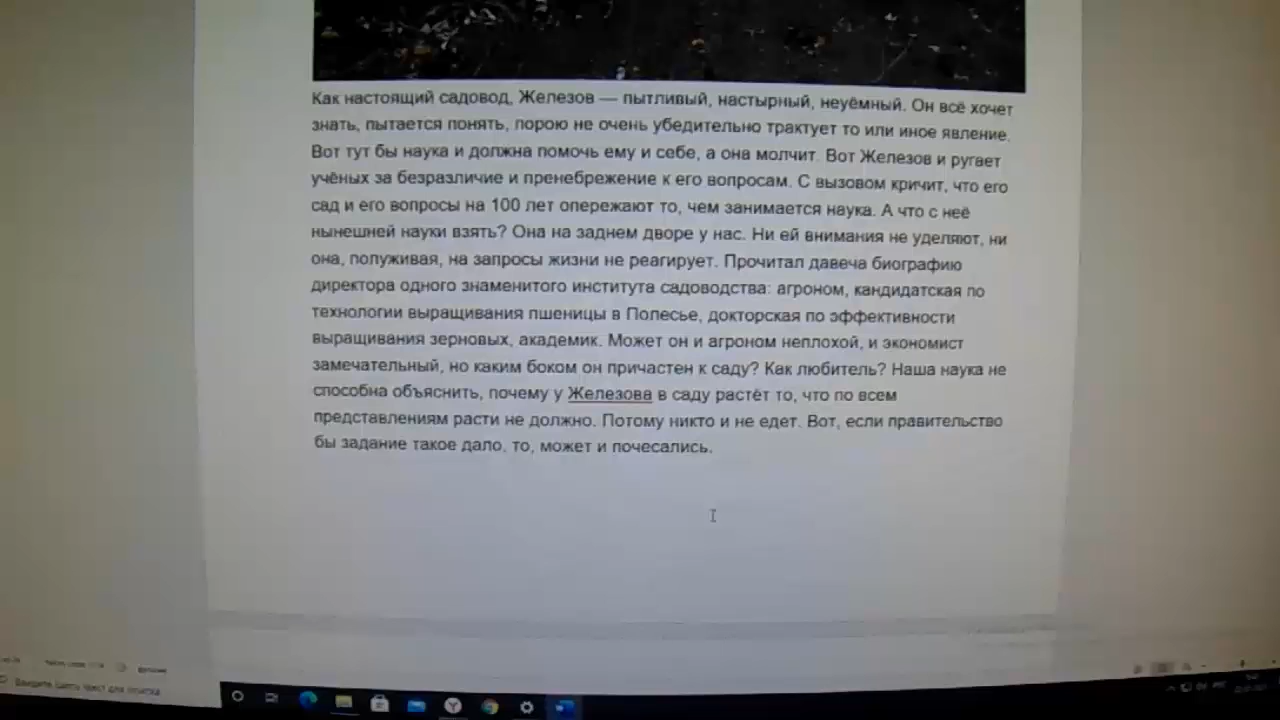 Как настоящий садовод, Железов — пытливый, настырный, неуёмный. Он всё хочет
знать, пытается понять, порою не очень убедительно трактует то или иное явление.
Вот тут бы наука и должна помочь ему и себе, а она молчит. Вот Железов и ругает
учёных за безразличие и пренебрежение к его вопросам. С вызовом кричит, что его
сад и его вопросы на 100 лет опережают то, чем занимается наука. А что с неё
нынешней науки взять? Она на заднем дворе у нас. Ни ей внимания не уделяют, ни
она, полуживая, на запросы жизни не реагирует. Прочитал давеча биографию
директора одного знаменитого института садоводства: агроном, кандидатская по
технологии выращивания пшеницы в Полесье, докторская по эффективности
выращивания зерновых, академик. Может он и агроном неплохой, и экономист
замечательный, но каким боком он причастен к саду? Как любитель? Наша наука не
способна объяснить, почему у Железова в саду растёт то, что по всем
представлениям расти не должно. Потому никто и не едет. Вот, если правительство
бы задание такое дало, то, может и почесались.